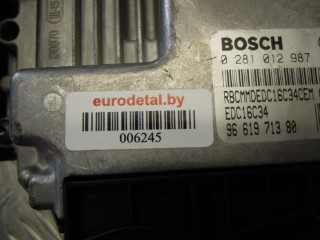 BOSCH
0 281 012 987
RBCMMDEDC16C34CEM
EDC16C34
96 619 713 80
eurodetal.by
006245